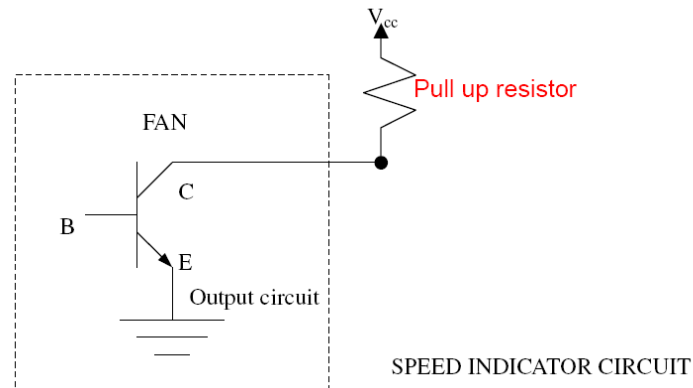 Vcc
Pull up resistor
FAN
C
B
E
Output circuit
SPEED INDICATOR CIRCUIT